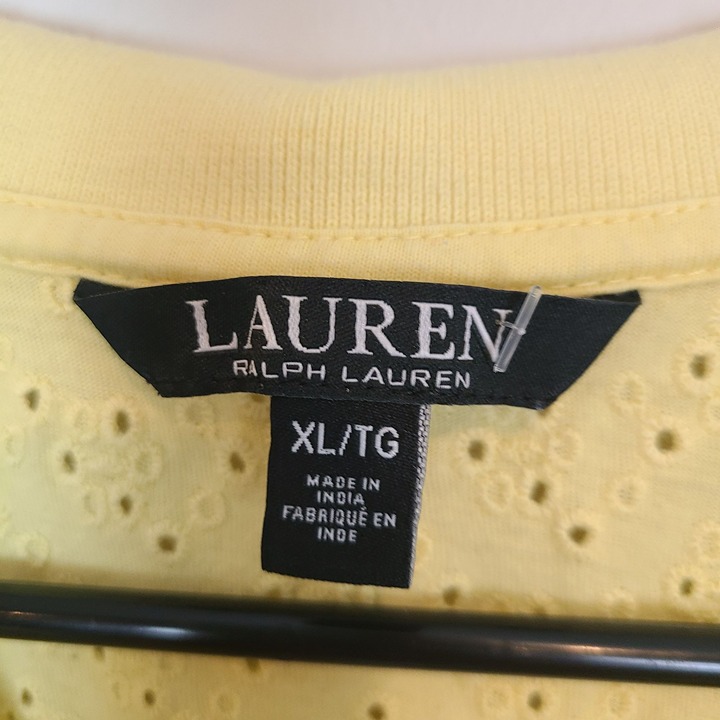 LAUREN
RALPH LAUREN
XL/TG
MADE IN
INDIA
FABRIQUÉ EN
INDE